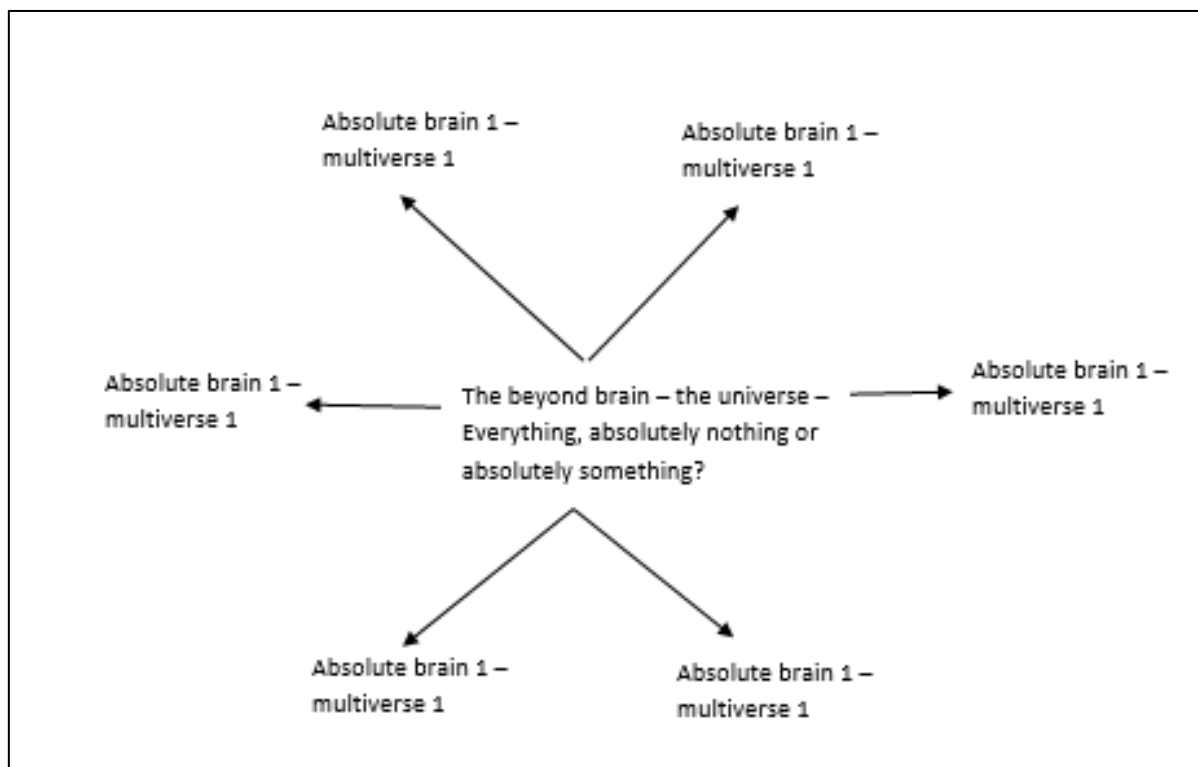 Absolute brain 1 –
multiverse 1
Absolute brain 1 –
multiverse 1
Absolute brain 1 –
multiverse 1
The beyond brain – the universe –
Everything, absolutely nothing or
absolutely something?
Absolute brain 1 –
multiverse 1
Absolute brain 1 –
multiverse 1
Absolute brain 1 –
multiverse 1